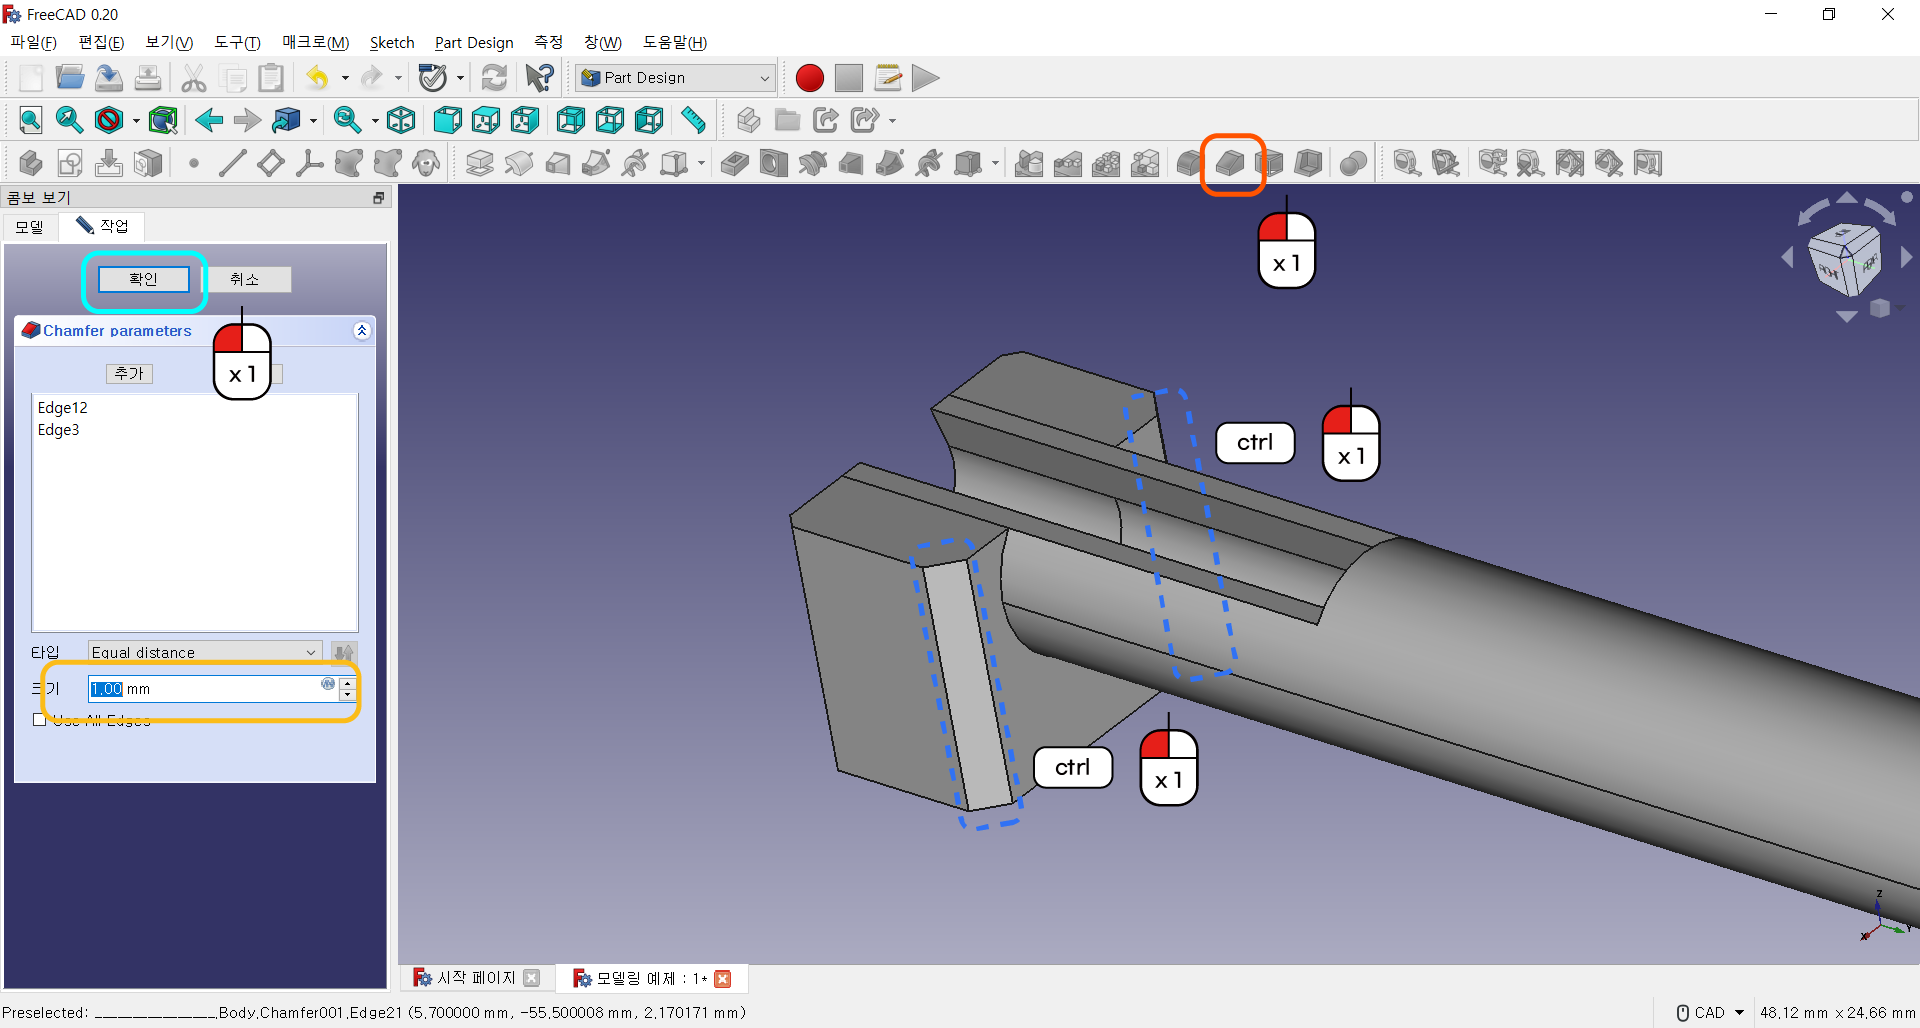 FreeCAD 0.20
파일(F) 편집(E) 보기(V) 도구(T) 매크로(M) Sketch Part Design 측정 창(W) 도움말(H)
Part Design
콤보 보기
모델 작업
확인 취소
Chamfer parameters
추가
x 1
x 1
Edge12
Edge3
ctrl
x 1
타입 Equal distance
크기 1.00 mm
Use All Edges
ctrl
x 1
Z
X
Y
시작 페이지 모델링 예제 : 1*
Preselected: ________________.Body.Chamfer001.Edge21 (5.700000 mm, -55.500008 mm, 2.170171 mm)
CAD 48.12 mm x 24.66 mm